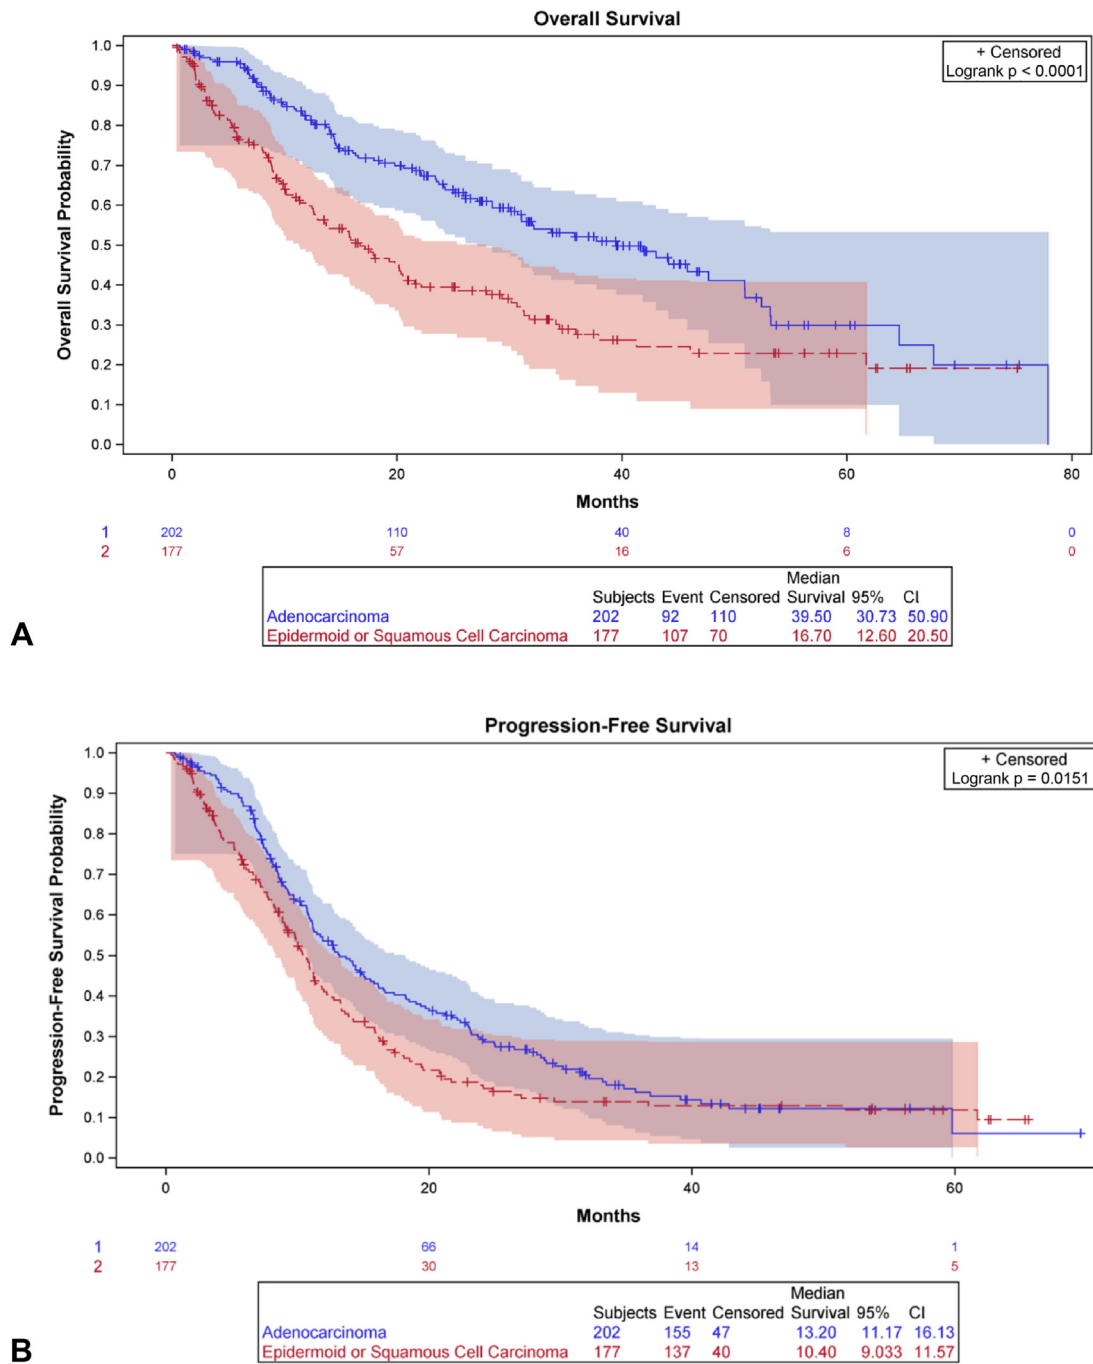 Overall Survival
+ Censored
Logrank p < 0.0001
Overall Survival Probability
1.0
0.9
0.8
0.7
0.6
0.5
0.4
0.3
0.2
0.1
0.0
0 20 40 60 80
Months
1 202 110 40 8 0
2 177 57 16 6 0
Median
Subjects Event Censored Survival 95% CI
Adenocarcinoma 202 92 110 39.50 30.73 50.90
Epidermoid or Squamous Cell Carcinoma 177 107 70 16.70 12.60 20.50
A
Progression-Free Survival
+ Censored
Logrank p = 0.0151
Progression-Free Survival Probability
1.0
0.9
0.8
0.7
0.6
0.5
0.4
0.3
0.2
0.1
0.0
0 20 40 60
Months
1 202 66 14 1
2 177 30 13 5
Median
Subjects Event Censored Survival 95% CI
Adenocarcinoma 202 155 47 13.20 11.17 16.13
Epidermoid or Squamous Cell Carcinoma 177 137 40 10.40 9.033 11.57
B